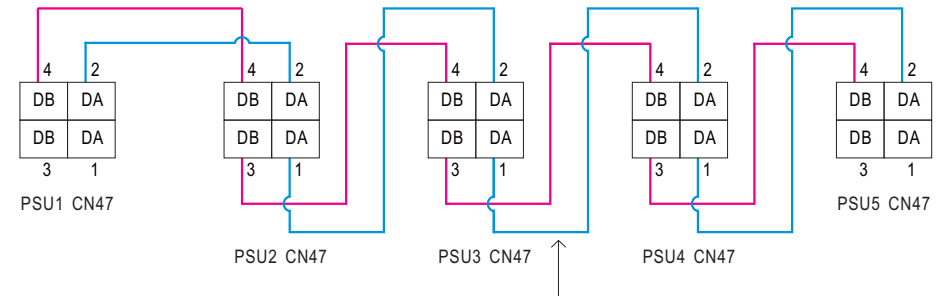 4 2 4 2 4 2 4 2 4 2
DB DA DB DA DB DA DB DA DB DA
DB DA DB DA DB DA DB DA DB DA
3 1 3 1 3 1 3 1 3 1
PSU1 CN47 PSU5 CN47
PSU2 CN47 PSU3 CN47 PSU4 CN47